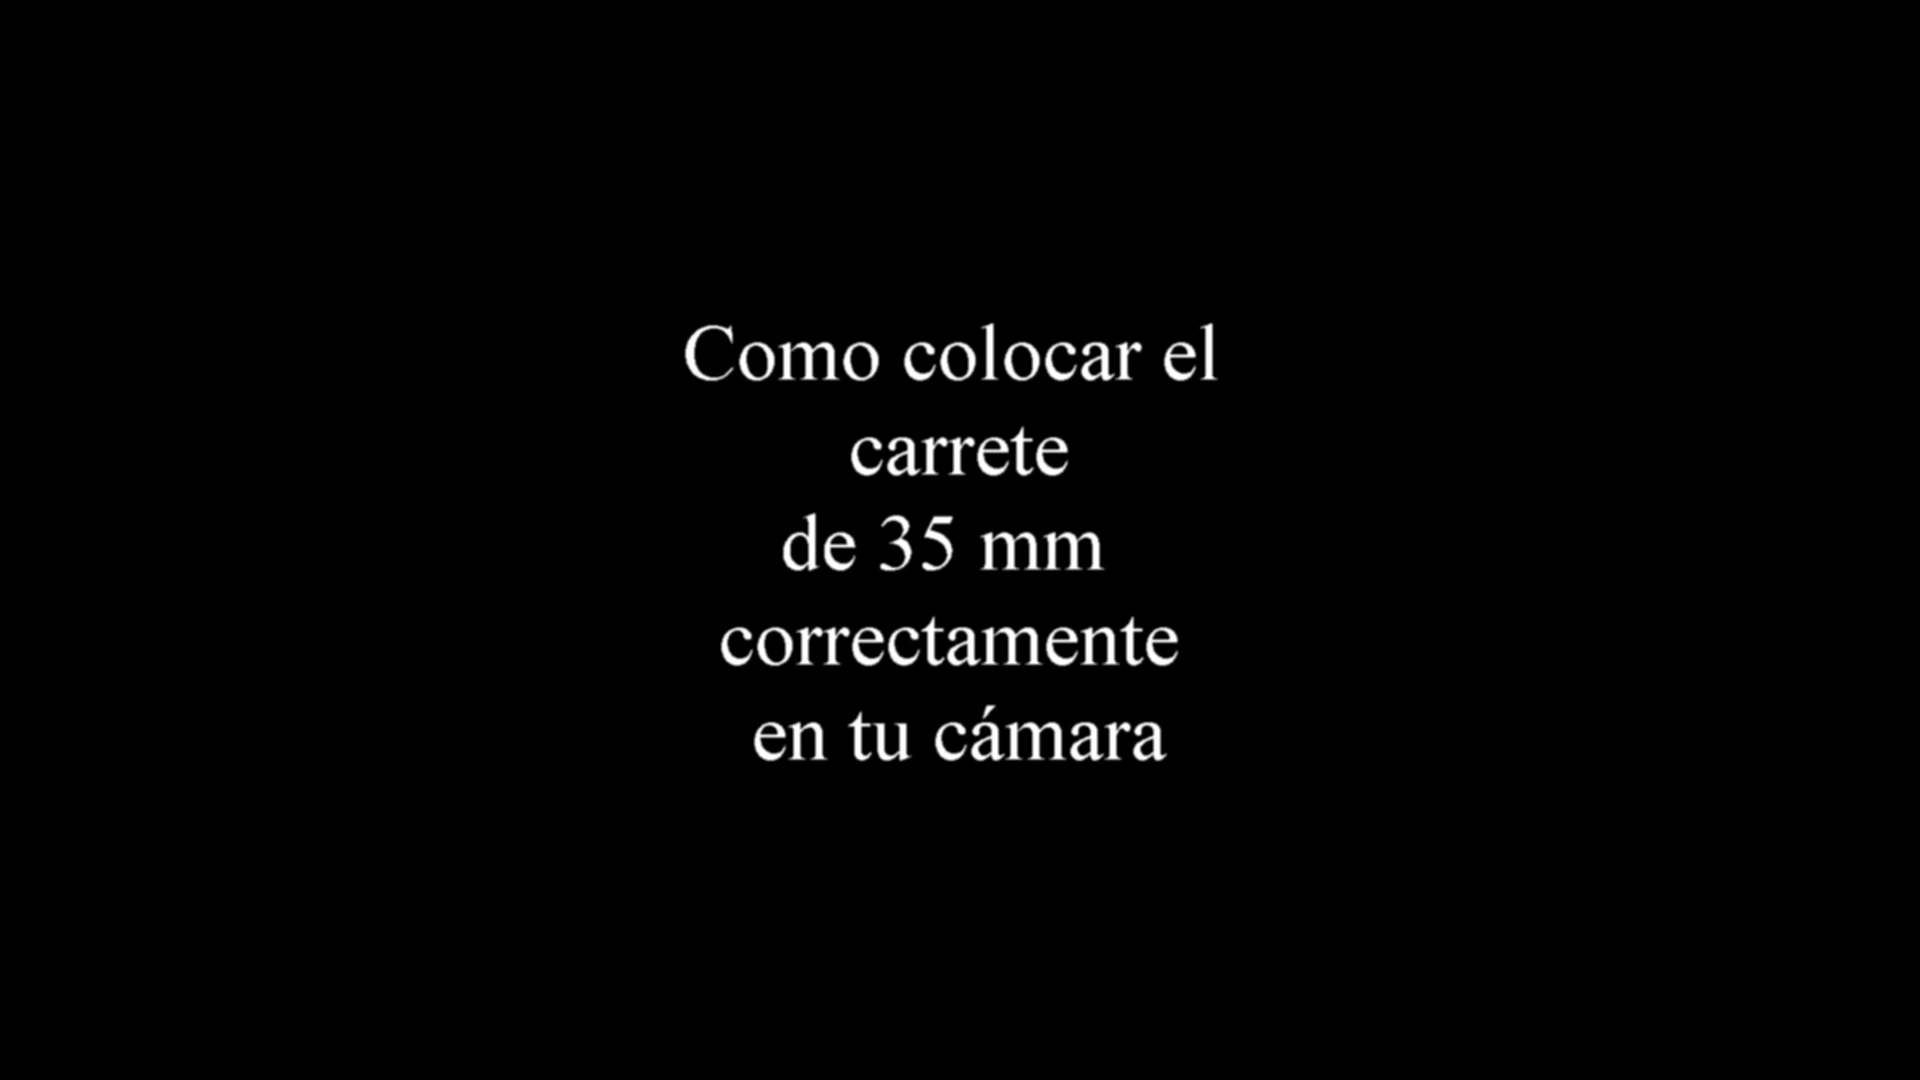 Como colocar el
carrete
de 35 mm
correctamente
en tu cámara